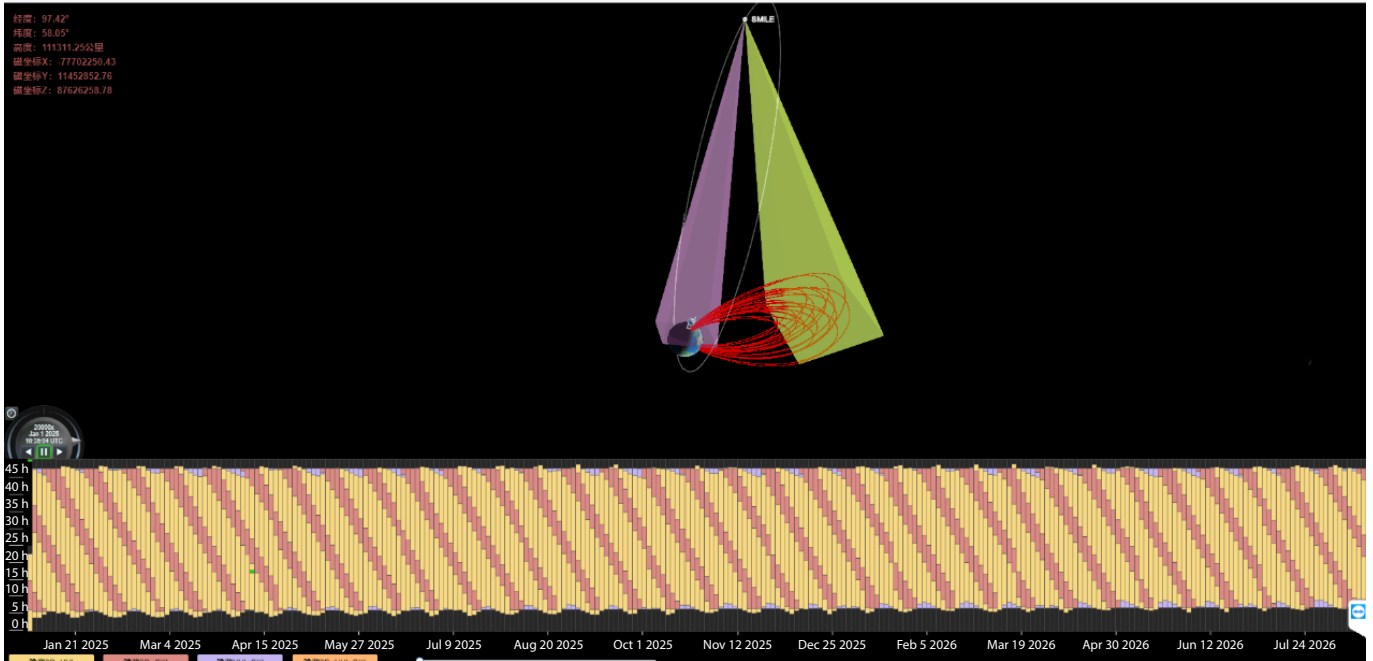 经度：97.42°
纬度：58.05°
高度：111311.25公里
磁坐标X：-77702250.43
磁坐标Y：11452852.76
磁坐标Z：87626258.78
SMILE
20000x
Jan 1 2025
UTC
45 h
40 h
35 h
30 h
25 h
20 h
15 h
10 h
5 h
0 h
Jan 21 2025 Mar 4 2025 Apr 15 2025 May 27 2025 Jul 9 2025 Aug 20 2025 Oct 1 2025 Nov 12 2025 Dec 25 2025 Feb 5 2026 Mar 19 2026 Apr 30 2026 Jun 12 2026 Jul 24 2026